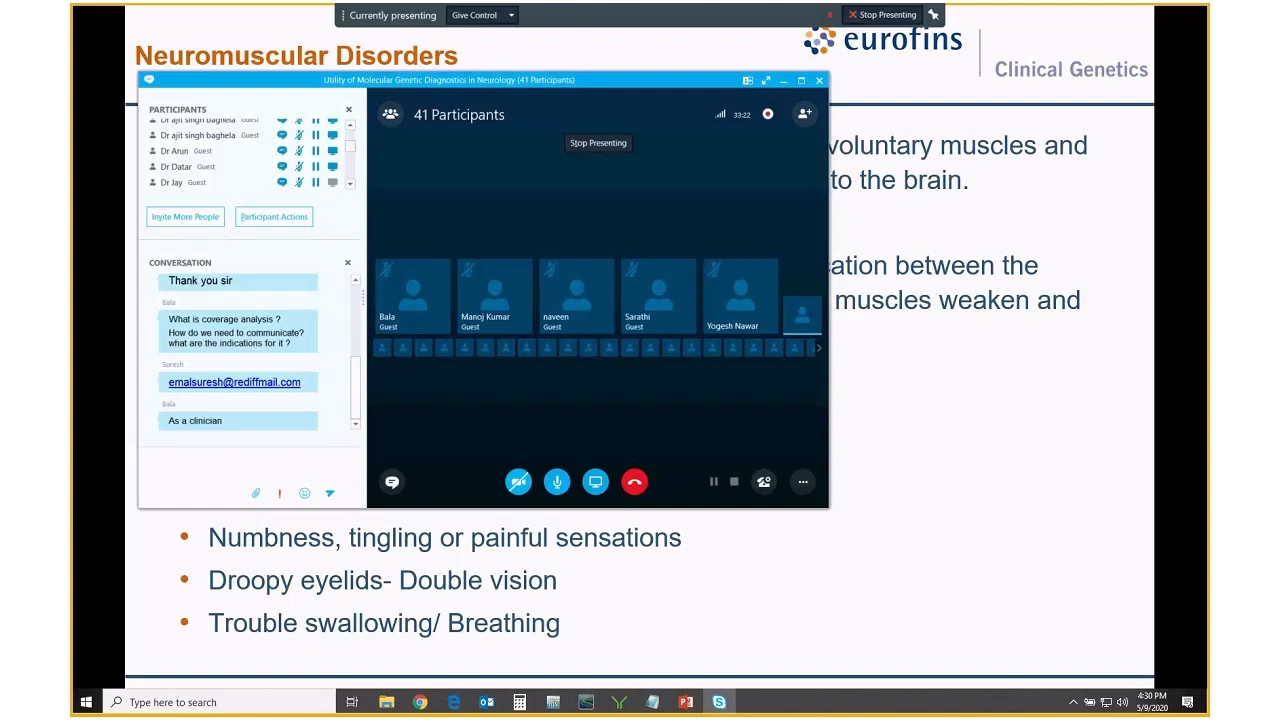 Currently presenting
Give Control
Stop Presenting
Neuromuscular Disorders
eurofins
Clinical Genetics
Utility of Molecular Genetic Diagnostics in Neurology (41 Participants)
PARTICIPANTS
Dr ajit singh baghela Guest
Dr ajit singh baghela Guest
Dr Arun Guest
Dr Datar Guest
Dr Jay Guest
Invite More People
Participant Actions
CONVERSATION
Thank you sir
Bala
What is coverage analysis ?
How do we need to communicate?
what are the indications for it ?
Suresh
emalsuresh@rediffmail.com
Bala
As a clinician
41 Participants
33:22
Stop Presenting
Bala
Guest
Manoj Kumar
Guest
naveen
Guest
Sarathi
Guest
Yogesh Nawar
voluntary muscles and
to the brain.
cation between the
muscles weaken and
Numbness, tingling or painful sensations
Droopy eyelids- Double vision
Trouble swallowing/ Breathing
Type here to search
4:30 PM
5/9/2020